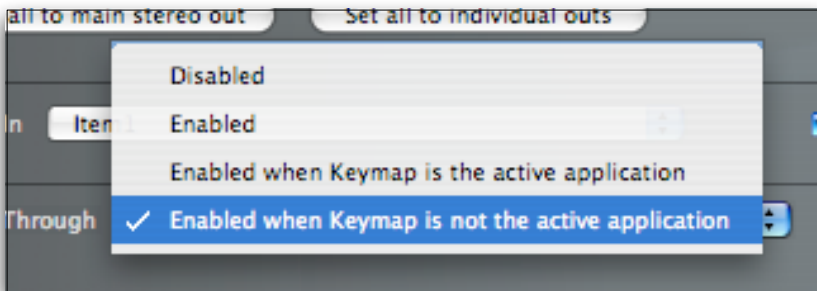 all to main stereo out Set all to individual outs
Disabled
In Item1 Enabled
Enabled when Keymap is the active application
Through ✓ Enabled when Keymap is not the active application